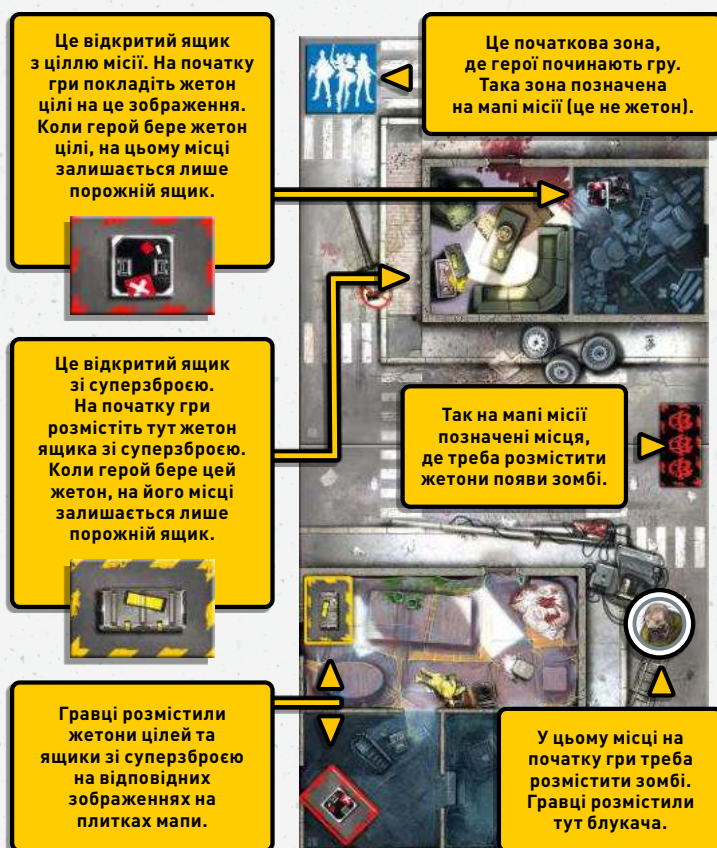 Це відкритий ящик
з ціллю місії. На початку
гри покладіть жетон
цілі на це зображення.
Коли герой бере жетон
цілі, на цьому місці
залишається лише
порожній ящик.
Це початкова зона,
де герої починають гру.
Така зона позначена
на мапі місії (це не жетон).
Це відкритий ящик
зі суперзброєю.
На початку гри
розмістіть тут жетон
ящика зі суперзброєю.
Коли герой бере цей
жетон, на його місці
залишається лише
порожній ящик.
Так на мапі місії
позначені місця,
де треба розмістити
жетони появи зомбі.
Гравці розмістили
жетони цілей та
ящики зі суперзброєю
на відповідних
зображеннях на
плитках мапи.
У цьому місці на
початку гри треба
розмістити зомбі.
Гравці розмістили
тут блукача.